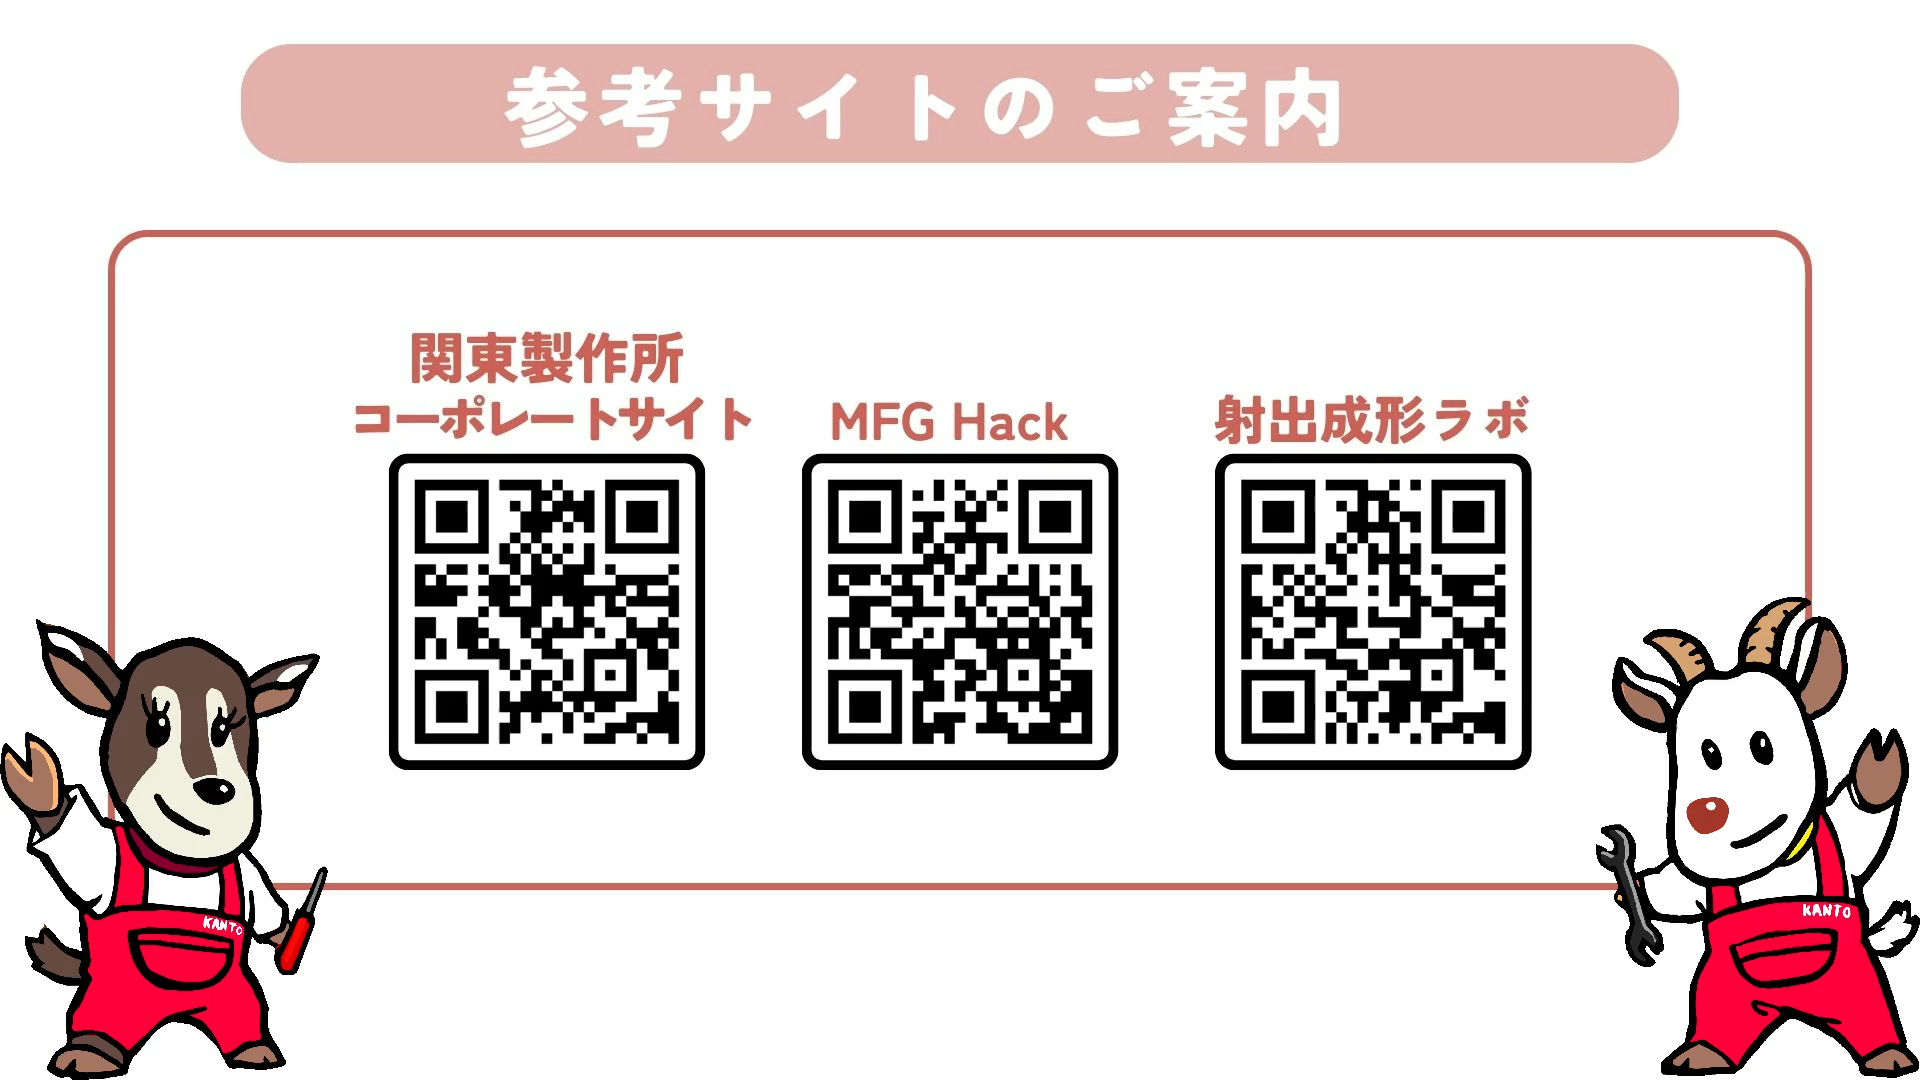 参考サイトのご案内
関東製作所
コーポレートサイト
MFG Hack
射出成形ラボ
KANTO
KANTO